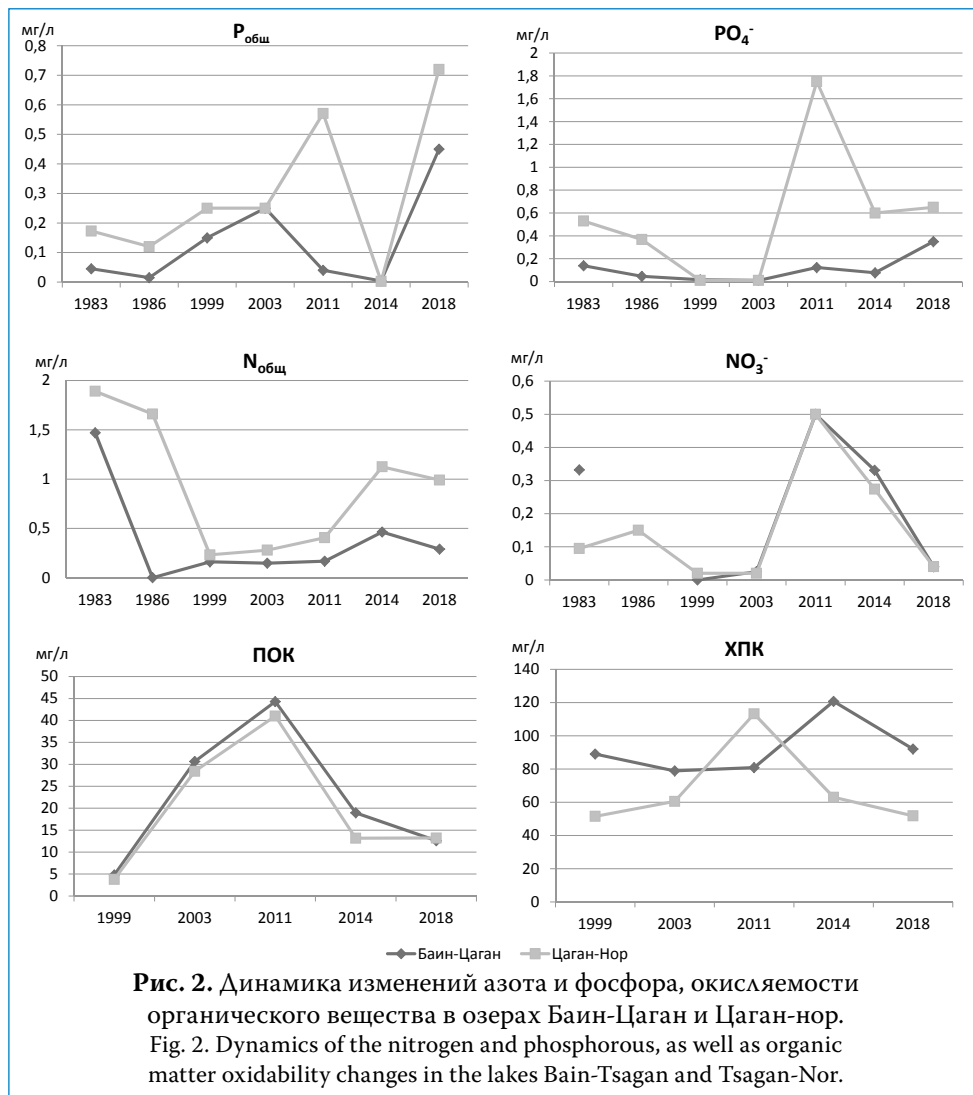 мг/л
Pобщ
0,8
0,7
0,6
0,5
0,4
0,3
0,2
0,1
0
1983 1986 1999 2003 2011 2014 2018
мг/л
PO4-
2
1,8
1,6
1,4
1,2
1
0,8
0,6
0,4
0,2
0
1983 1986 1999 2003 2011 2014 2018
мг/л
Nобщ
2
1,5
1
0,5
0
1983 1986 1999 2003 2011 2014 2018
мг/л
NO3-
0,6
0,5
0,4
0,3
0,2
0,1
0
1983 1986 1999 2003 2011 2014 2018
мг/л
ПОК
50
45
40
35
30
25
20
15
10
5
0
1999 2003 2011 2014 2018
мг/л
ХПК
140
120
100
80
60
40
20
0
1999 2003 2011 2014 2018
Баин-Цаган Цаган-Нор
Рис. 2. Динамика изменений азота и фосфора, окисляемости
органического вещества в озерах Баин-Цаган и Цаган-нор.
Fig. 2. Dynamics of the nitrogen and phosphorous, as well as organic
matter oxidability changes in the lakes Bain-Tsagan and Tsagan-Nor.